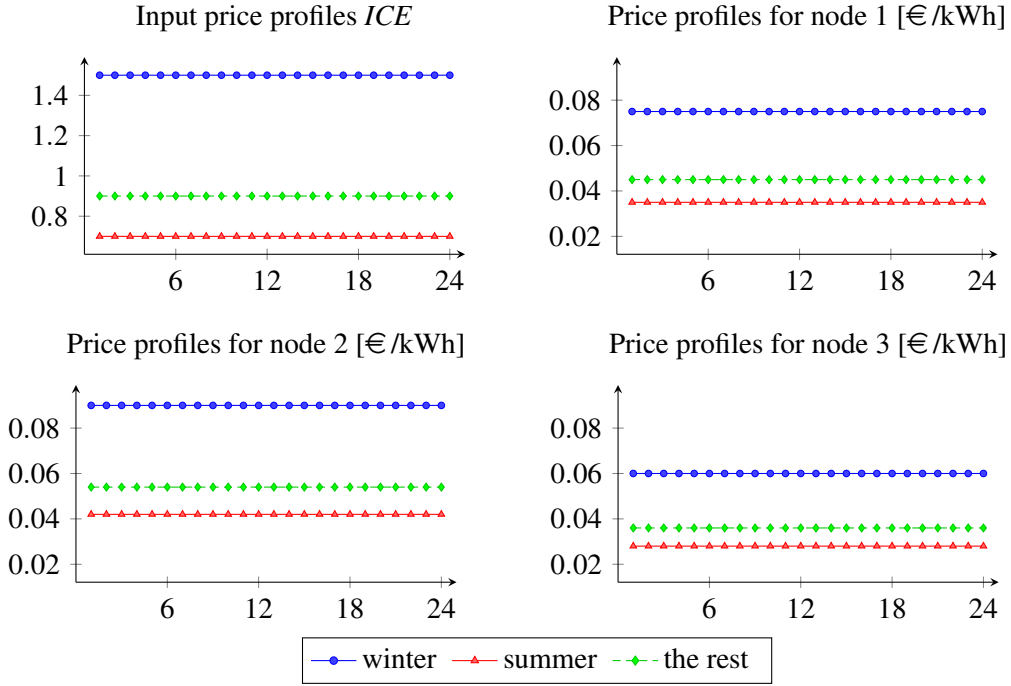 Input price profiles ICE
1.4
1.2
1
0.8
6 12 18 24
Price profiles for node 1 [€/kWh]
0.08
0.06
0.04
0.02
6 12 18 24
Price profiles for node 2 [€/kWh]
0.08
0.06
0.04
0.02
6 12 18 24
Price profiles for node 3 [€/kWh]
0.08
0.06
0.04
0.02
6 12 18 24
winter summer the rest